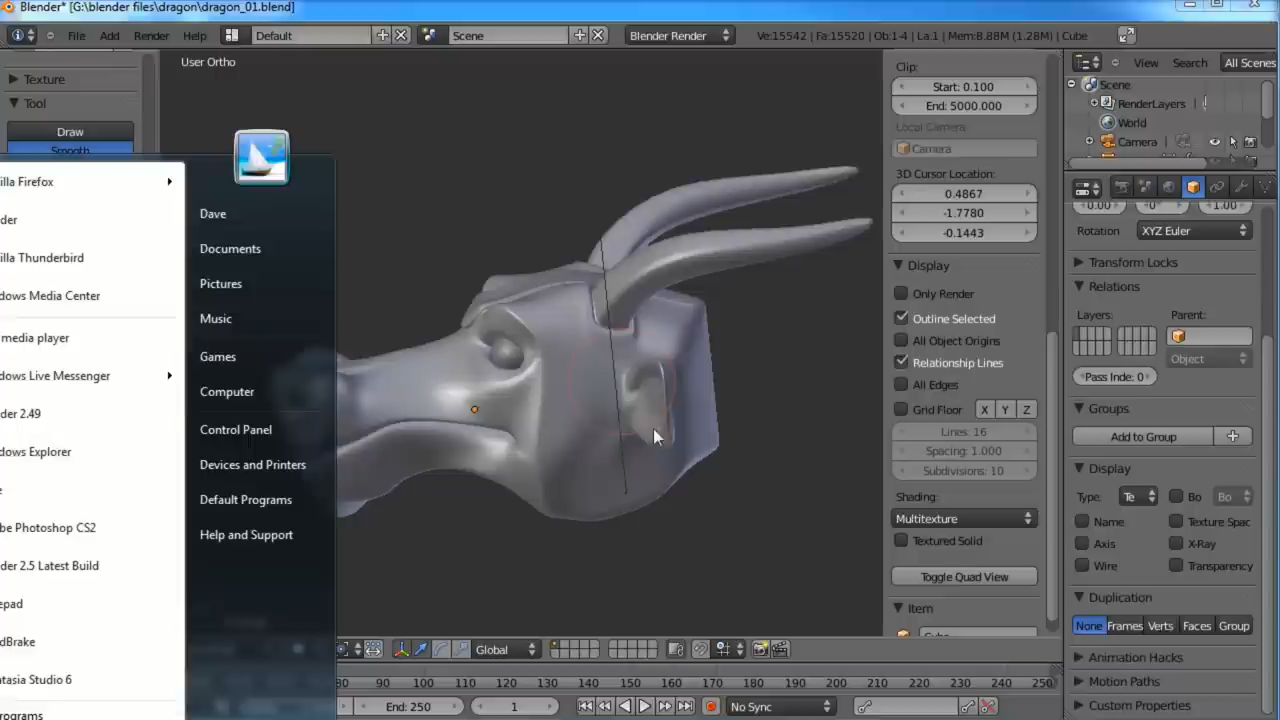 Blender* [G:\blender files\dragon\dragon_01.blend]
File Add Render Help Default Scene Blender Render Ve:15542 | Fa:15520 | Ob:1-4 | La:1 | Mem:8.88M (1.28M) | Cube
User Ortho
Texture
Tool
Draw
Smooth
illa Firefox
der
illa Thunderbird
dows Media Center
media player
dows Live Messenger
der 2.49
dows Explorer
e
be Photoshop CS2
der 2.5 Latest Build
epad
dBrake
ntasia Studio 6
rograms
Dave
Documents
Pictures
Music
Games
Computer
Control Panel
Devices and Printers
Default Programs
Help and Support
Clip:
Start: 0.100
End: 5000.000
Local Camera
Camera
3D Cursor Location:
0.4867
-1.7780
-0.1443
Display
Only Render
Outline Selected
All Object Origins
Relationship Lines
All Edges
Grid Floor X Y Z
Lines: 16
Spacing: 1.000
Subdivisions: 10
Shading:
Multitexture
Textured Solid
Toggle Quad View
Item
Cube
View Search All Scenes
Scene
RenderLayers
World
Camera
0.00 0° 1.00
Rotation XYZ Euler
Transform Locks
Relations
Layers: Parent:
Object
Pass Inde: 0
Groups
Add to Group
Display
Type: Te Bo Bo
Name Texture Spac
Axis X-Ray
Wire Transparency
Duplication
None Frames Verts Faces Group
Animation Hacks
Motion Paths
Custom Properties
Global
80 90 100 110 120 130 140 150 160 170 180 190 200 210 220 230 240 250
End: 250 1 No Sync